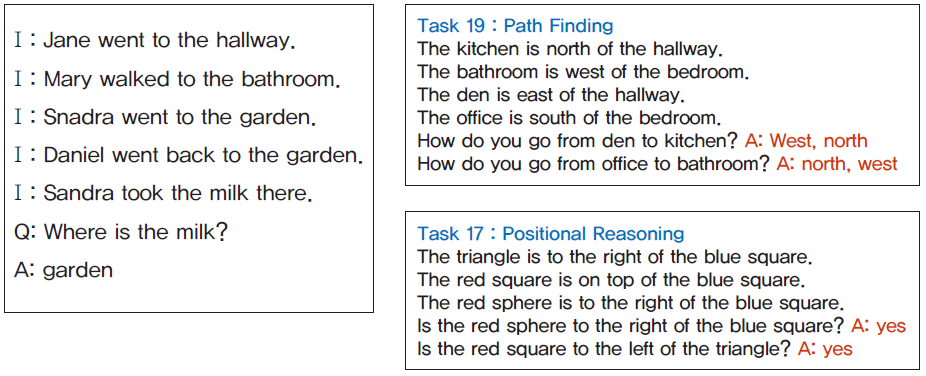 I : Jane went to the hallway.
I : Mary walked to the bathroom.
I : Snadra went to the garden.
I : Daniel went back to the garden.
I : Sandra took the milk there.
Q: Where is the milk?
A: garden
Task 19 : Path Finding
The kitchen is north of the hallway.
The bathroom is west of the bedroom.
The den is east of the hallway.
The office is south of the bedroom.
How do you go from den to kitchen? A: West, north
How do you go from office to bathroom? A: north, west
Task 17 : Positional Reasoning
The triangle is to the right of the blue square.
The red square is on top of the blue square.
The red sphere is to the right of the blue square.
Is the red sphere to the right of the blue square? A: yes
Is the red square to the left of the triangle? A: yes